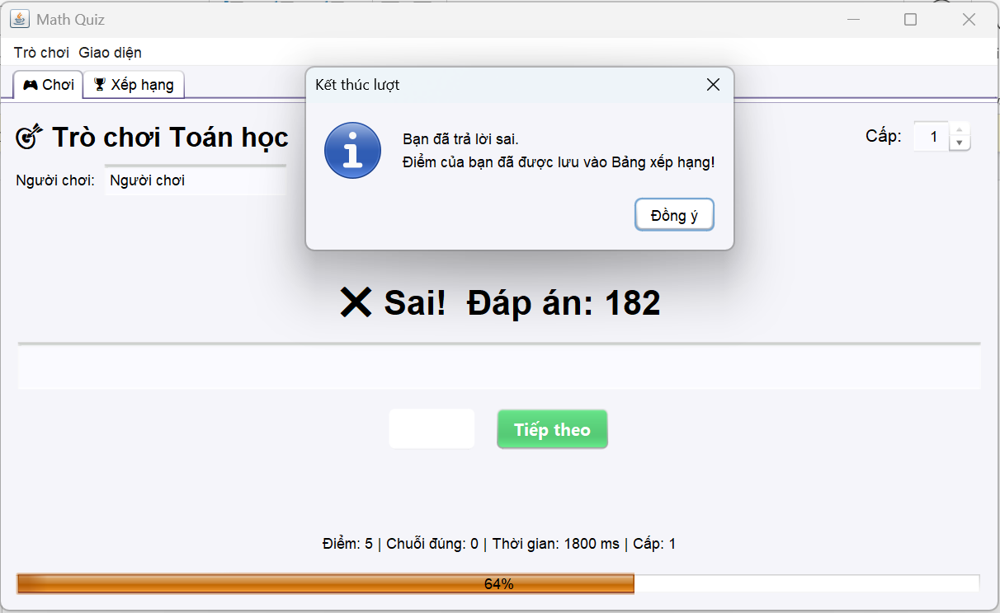 Math Quiz
Trò chơi Giao diện
Chơi Xếp hạng
Kết thúc lượt
Bạn đã trả lời sai.
Điểm của bạn đã được lưu vào Bảng xếp hạng!
Đồng ý
Trò chơi Toán học
Cấp: 1
Người chơi: Người chơi
Sai! Đáp án: 182
Tiếp theo
Điểm: 5 | Chuỗi đúng: 0 | Thời gian: 1800 ms | Cấp: 1
64%